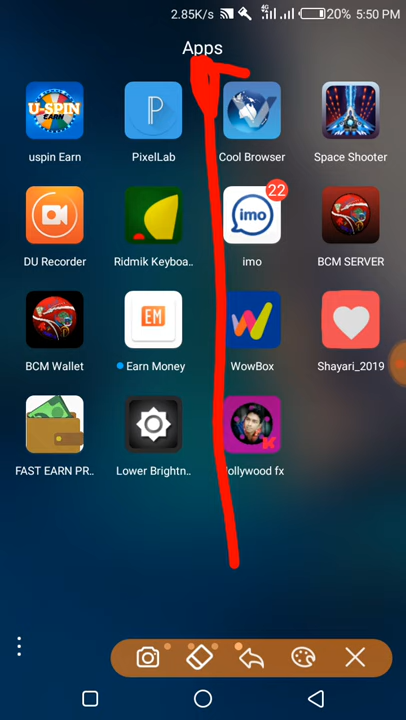 2.85K/s 4G 20% 5:50 PM
Apps
U-SPIN
EARN
uspin Earn
P
PixelLab
Cool Browser
Space Shooter
DU Recorder
Ridmik Keyboa..
imo
22
imo
BCM SERVER
BCM Wallet
EM
Earn Money
W
WowBox
Shayari_2019
FAST EARN PR..
Lower Brightn..
ollywood fx